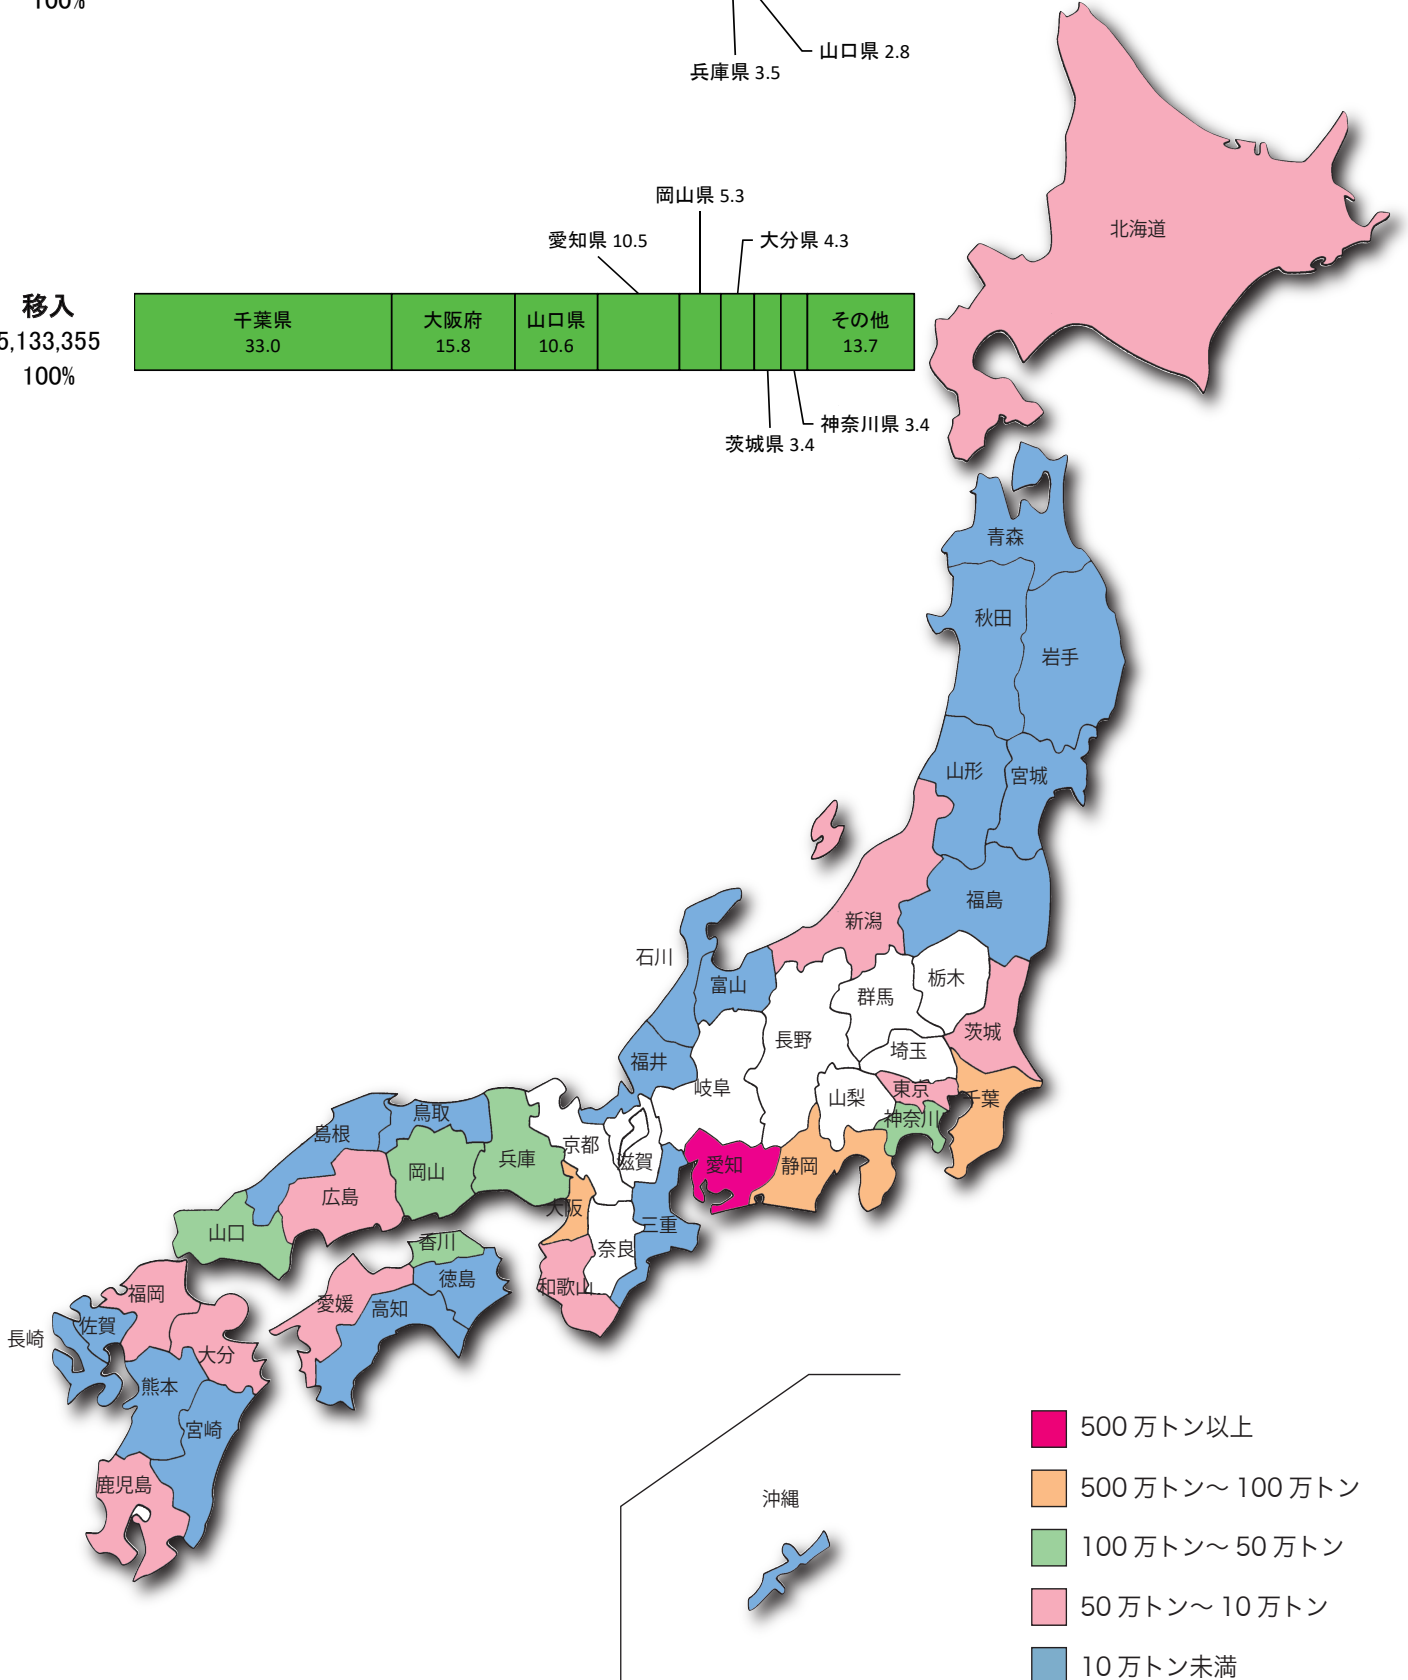 100%
山口県 2.8
兵庫県 3.5
岡山県 5.3
愛知県 10.5
大分県 4.3
移入
5,133,355
100%
千葉県
33.0
大阪府
15.8
山口県
10.6
その他
13.7
神奈川県 3.4
茨城県 3.4
北海道
青森
秋田
岩手
山形
宮城
福島
新潟
石川
富山
栃木
群馬
茨城
長野
埼玉
福井
岐阜
東京
山梨
千葉
神奈川
鳥取
島根
京都
兵庫
滋賀
愛知
静岡
岡山
広島
大阪
三重
山口
香川
奈良
徳島
和歌山
福岡
愛媛
高知
佐賀
長崎
大分
熊本
宮崎
鹿児島
沖縄
500 万トン以上
500 万トン～ 100 万トン
100 万トン～ 50 万トン
50 万トン～ 10 万トン
10 万トン未満